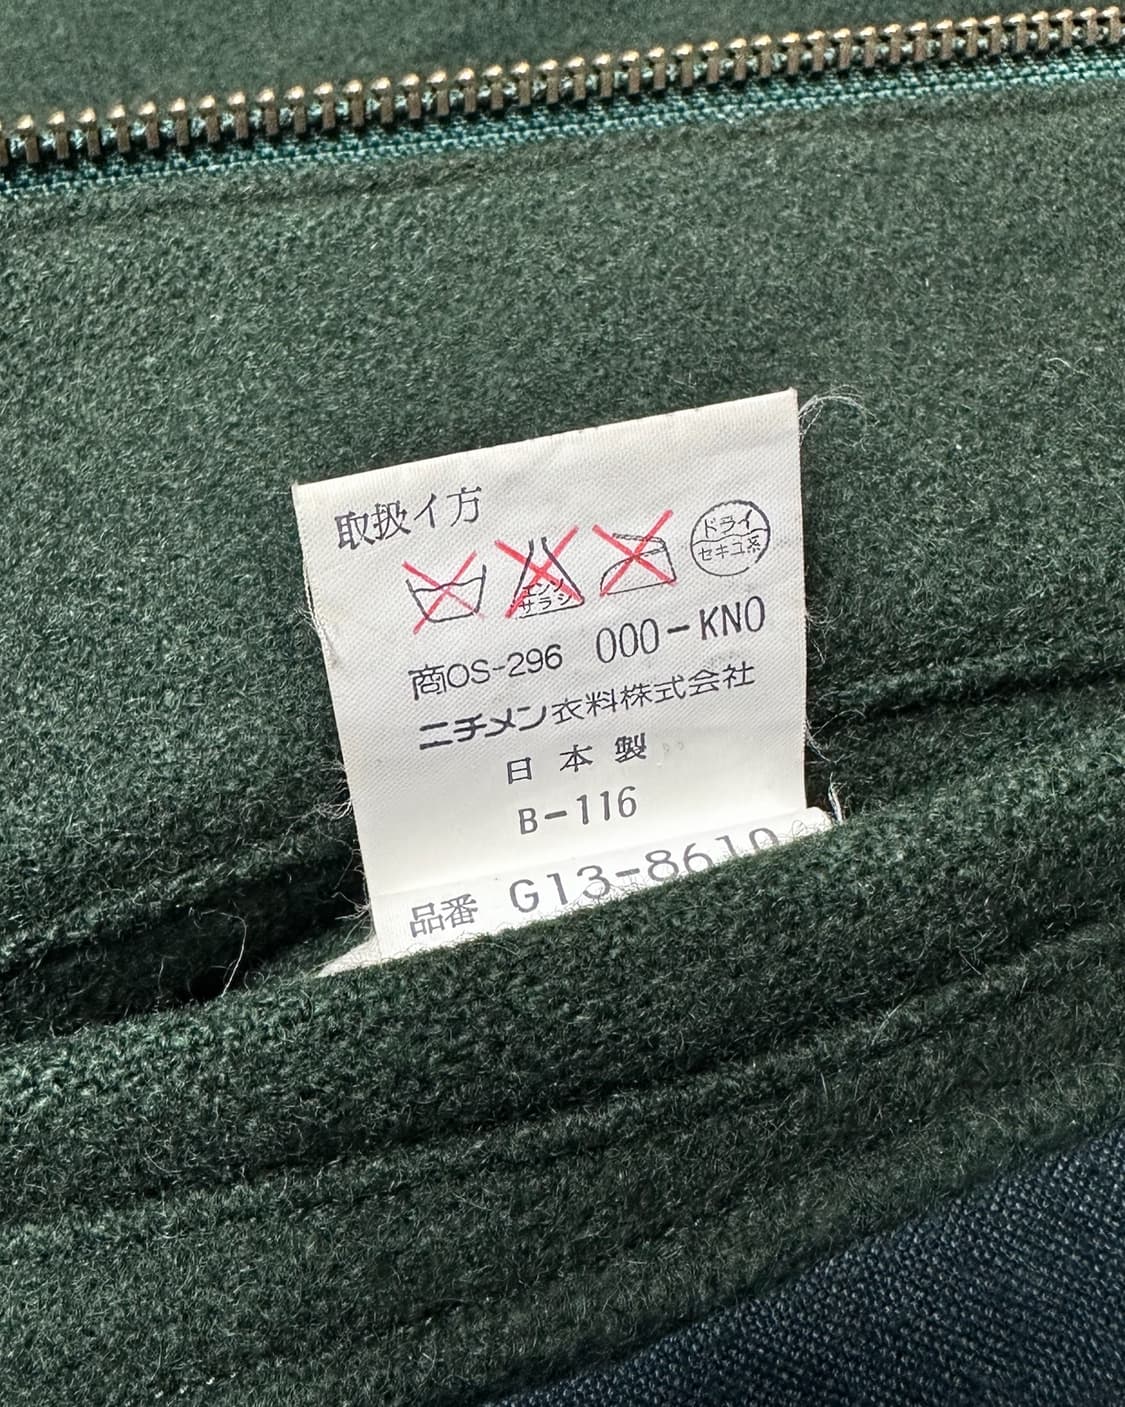 取扱イ方
エンソ
サラシ
ドライ
セキユ系
商OS-296 000-KNO
ニチメン衣料株式会社
日本製
B-116
品番 G13-8610